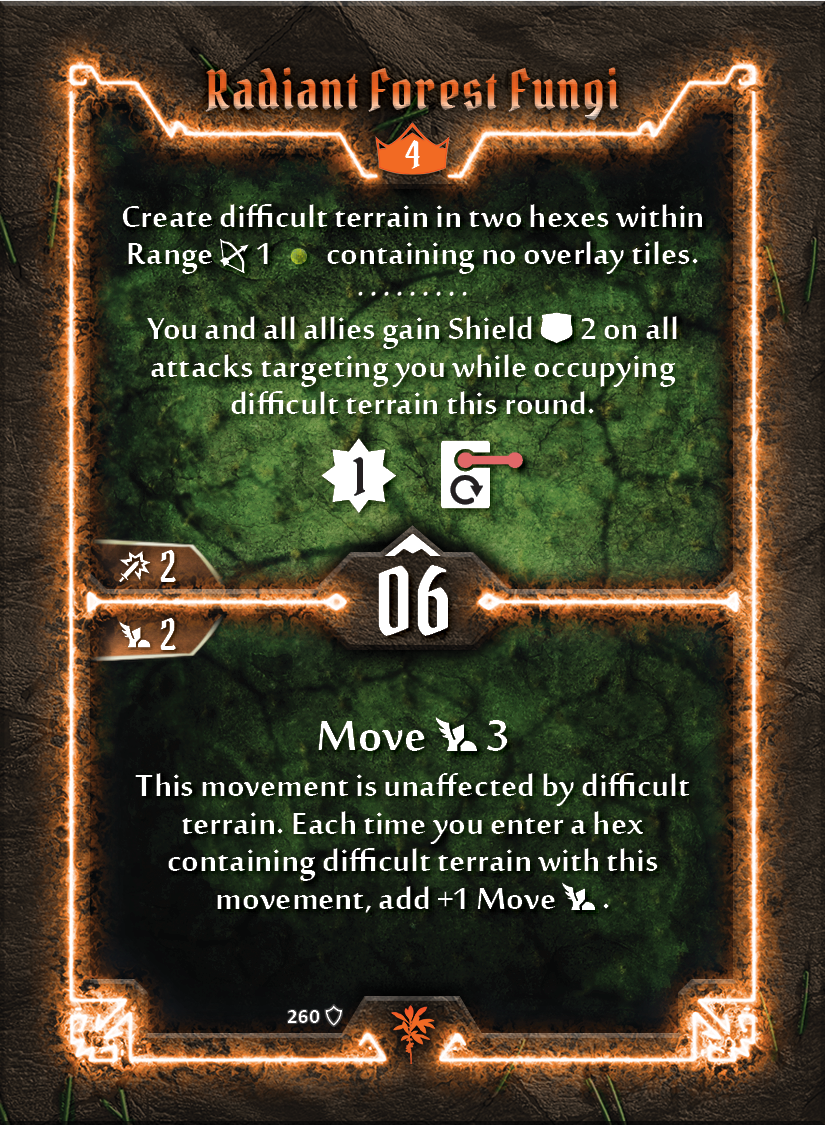 Radiant Forest Fungi
4
Create difficult terrain in two hexes within
Range 1 containing no overlay tiles.
.........
You and all allies gain Shield 2 on all
attacks targeting you while occupying
difficult terrain this round.
1
2
06
2
Move 3
This movement is unaffected by difficult
terrain. Each time you enter a hex
containing difficult terrain with this
movement, add +1 Move .
260